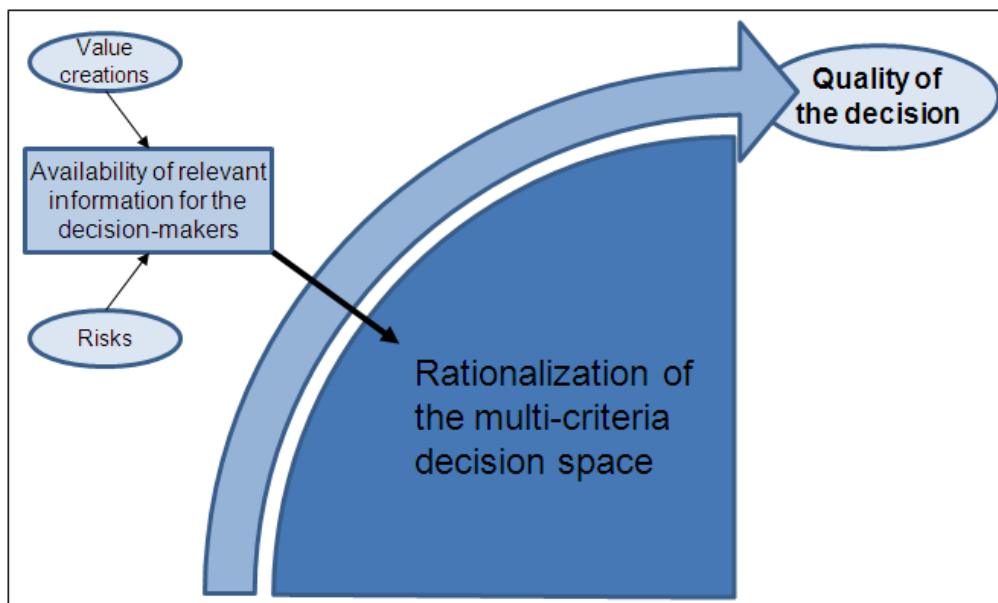 Value
creations
Quality of
the decision
Availability of relevant
information for the
decision-makers
Risks
Rationalization of
the multi-criteria
decision space